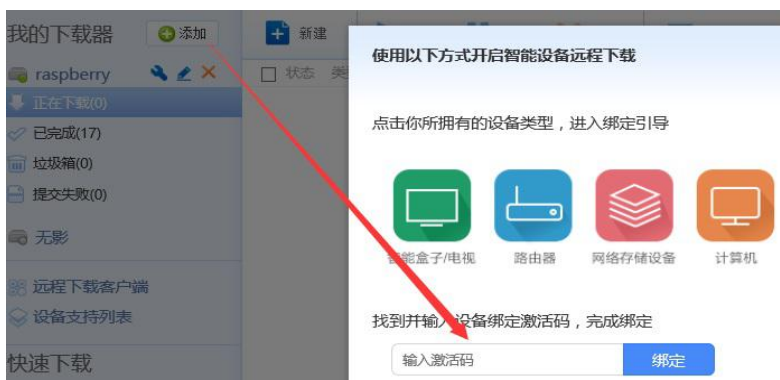 我的下载器
添加
raspberry
正在下载(0)
已完成(17)
垃圾箱(0)
提交失败(0)
无影
远程下载客户端
设备支持列表
快速下载
新建
状态
使用以下方式开启智能设备远程下载
点击你所拥有的设备类型，进入绑定引导
智能盒子/电视
路由器
网络存储设备
计算机
找到并输入设备绑定激活码，完成绑定
输入激活码
绑定